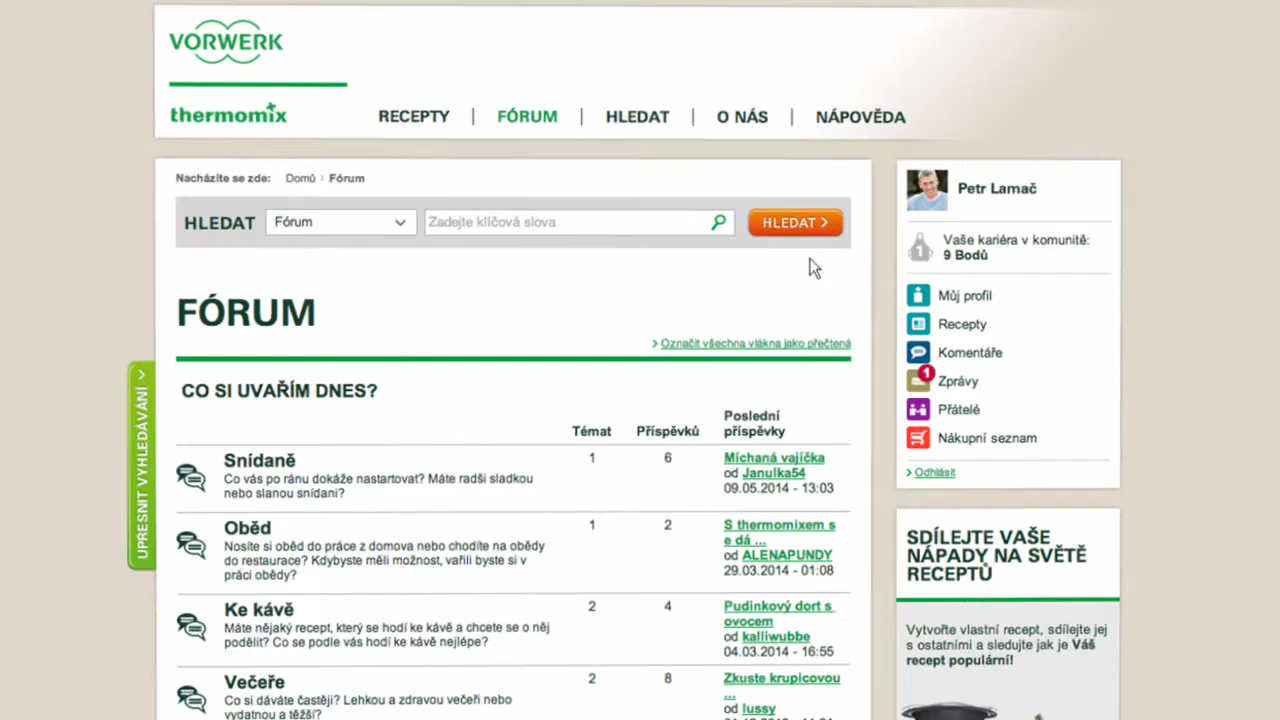 VORWERK
thermomix
RECEPTY | FÓRUM | HLEDAT | O NÁS | NÁPOVĚDA
Nacházíte se zde: Domů › Fórum
HLEDAT Fórum Zadejte klíčová slova HLEDAT >
FÓRUM
> Označit všechna vlákna jako přečtená
CO SI UVAŘÍM DNES?
Témat Příspěvků Poslední příspěvky
Snídaně
Co vás po ránu dokáže nastartovat? Máte radši sladkou
nebo slanou snídani?
1 6
Míchaná vajíčka
od Janulka54
09.05.2014 - 13:03
Oběd
Nosíte si oběd do práce z domova nebo chodíte na obědy
do restaurace? Kdybyste měli možnost, vařili byste si v
práci obědy?
1 2
S thermomixem s
e dá ...
od ALENAPUNDY
29.03.2014 - 01:08
Ke kávě
Máte nějaký recept, který se hodí ke kávě a chcete se o něj
podělit? Co se podle vás hodí ke kávě nejlépe?
2 4
Pudinkový dort s
ovocem
od kalliwubbe
04.03.2014 - 16:55
Večeře
Co si dáváte častěji? Lehkou a zdravou večeři nebo
vydatnou a těžší?
2 8
Zkuste krupicovou
...
od lussy
UPŘESNIT VYHLEDÁVÁNÍ >
Petr Lamač
1
Vaše kariéra v komunitě:
9 Bodů
Můj profil
Recepty
Komentáře
1
Zprávy
Přátelé
Nákupní seznam
> Odhlásit
SDÍLEJTE VAŠE
NÁPADY NA SVĚTĚ
RECEPTŮ
Vytvořte vlastní recept, sdílejte jej
s ostatními a sledujte jak je Váš
recept populární!